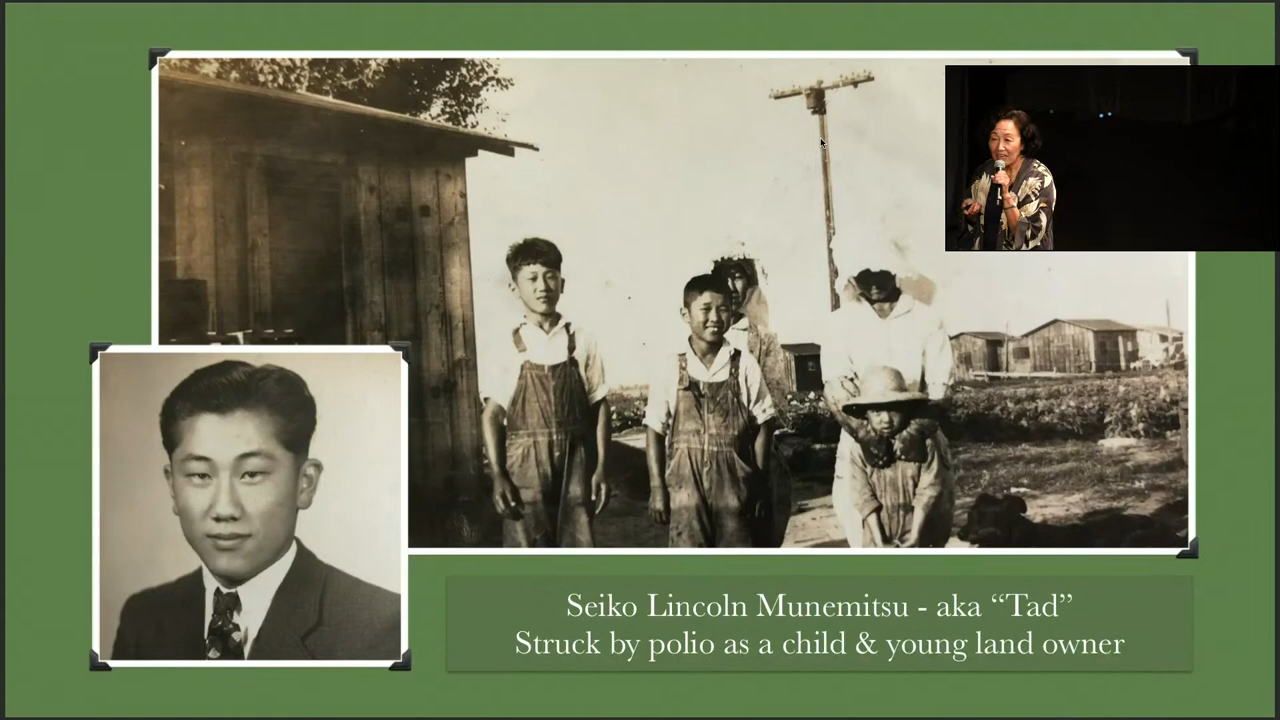 Seiko Lincoln Munemitsu - aka “Tad”
Struck by polio as a child & young land owner